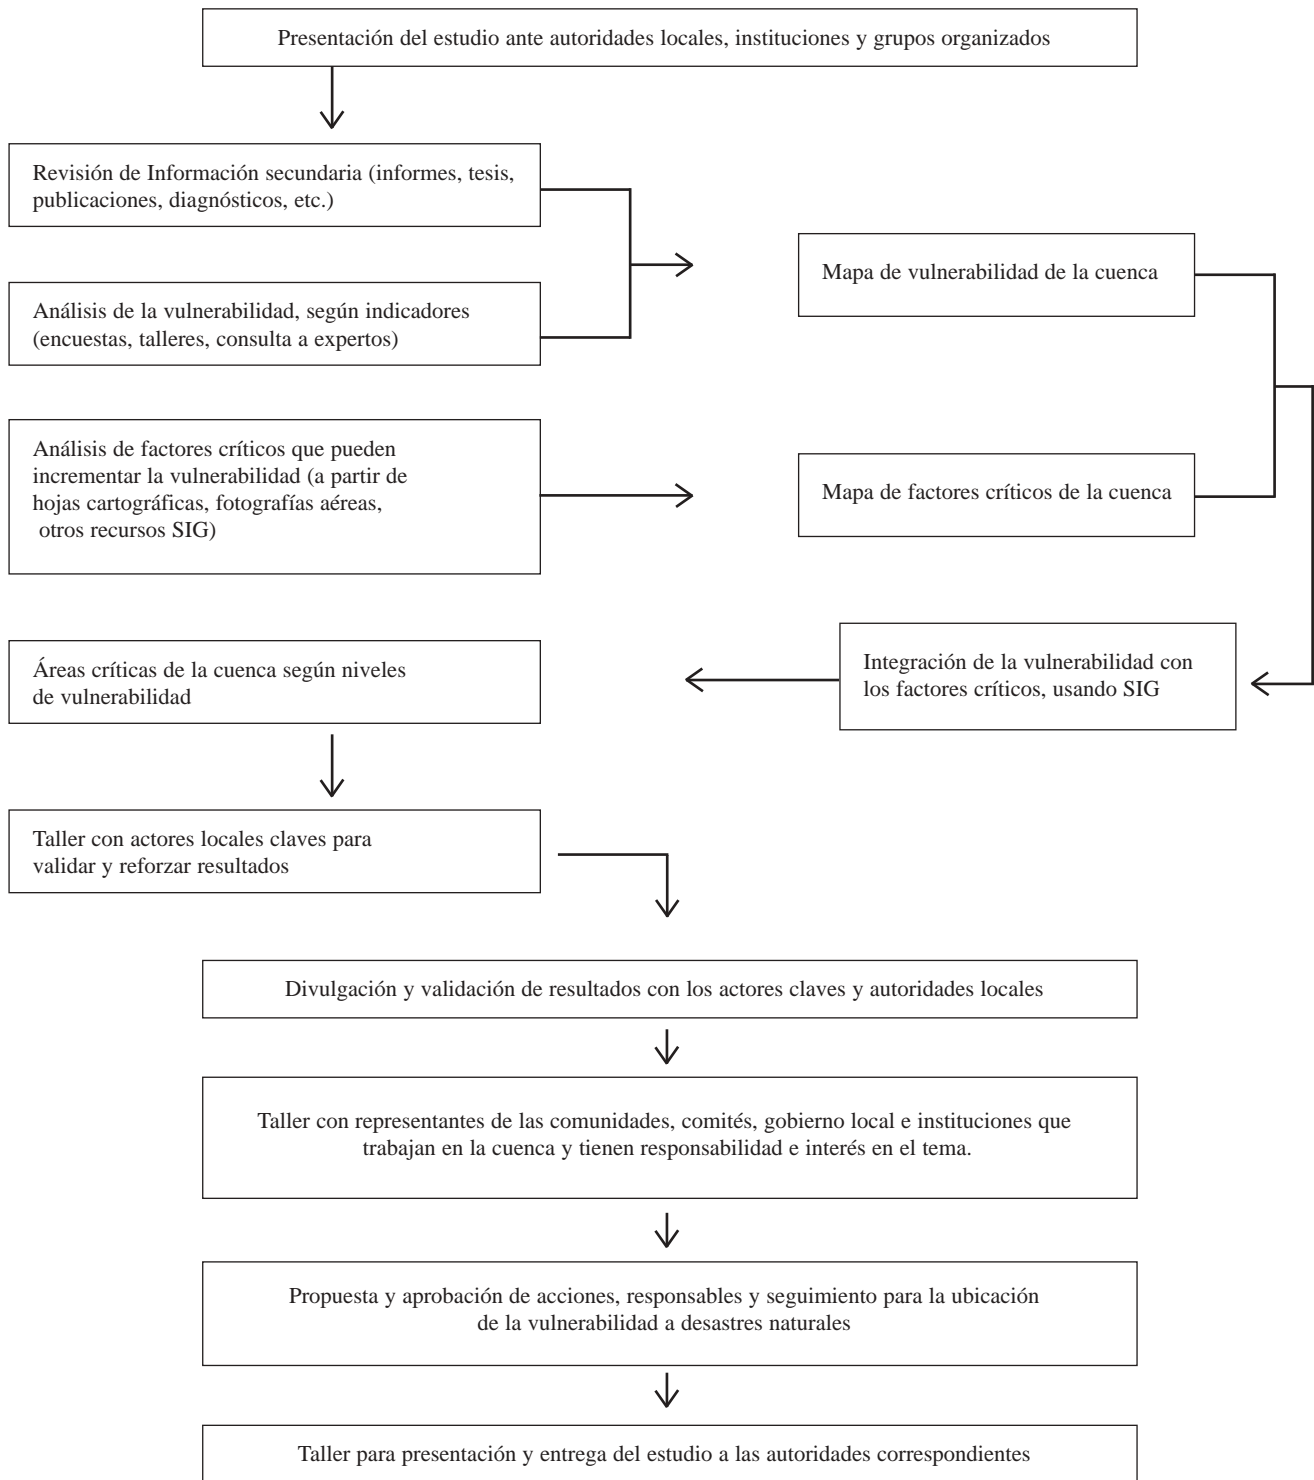 Presentación del estudio ante autoridades locales, instituciones y grupos organizados
Revisión de Información secundaria (informes, tesis,
publicaciones, diagnósticos, etc.)
Análisis de la vulnerabilidad, según indicadores
(encuestas, talleres, consulta a expertos)
Mapa de vulnerabilidad de la cuenca
Análisis de factores críticos que pueden
incrementar la vulnerabilidad (a partir de
hojas cartográficas, fotografías aéreas,
otros recursos SIG)
Mapa de factores críticos de la cuenca
Integración de la vulnerabilidad con
los factores críticos, usando SIG
Áreas críticas de la cuenca según niveles
de vulnerabilidad
Taller con actores locales claves para
validar y reforzar resultados
Divulgación y validación de resultados con los actores claves y autoridades locales
Taller con representantes de las comunidades, comités, gobierno local e instituciones que
trabajan en la cuenca y tienen responsabilidad e interés en el tema.
Propuesta y aprobación de acciones, responsables y seguimiento para la ubicación
de la vulnerabilidad a desastres naturales
Taller para presentación y entrega del estudio a las autoridades correspondientes